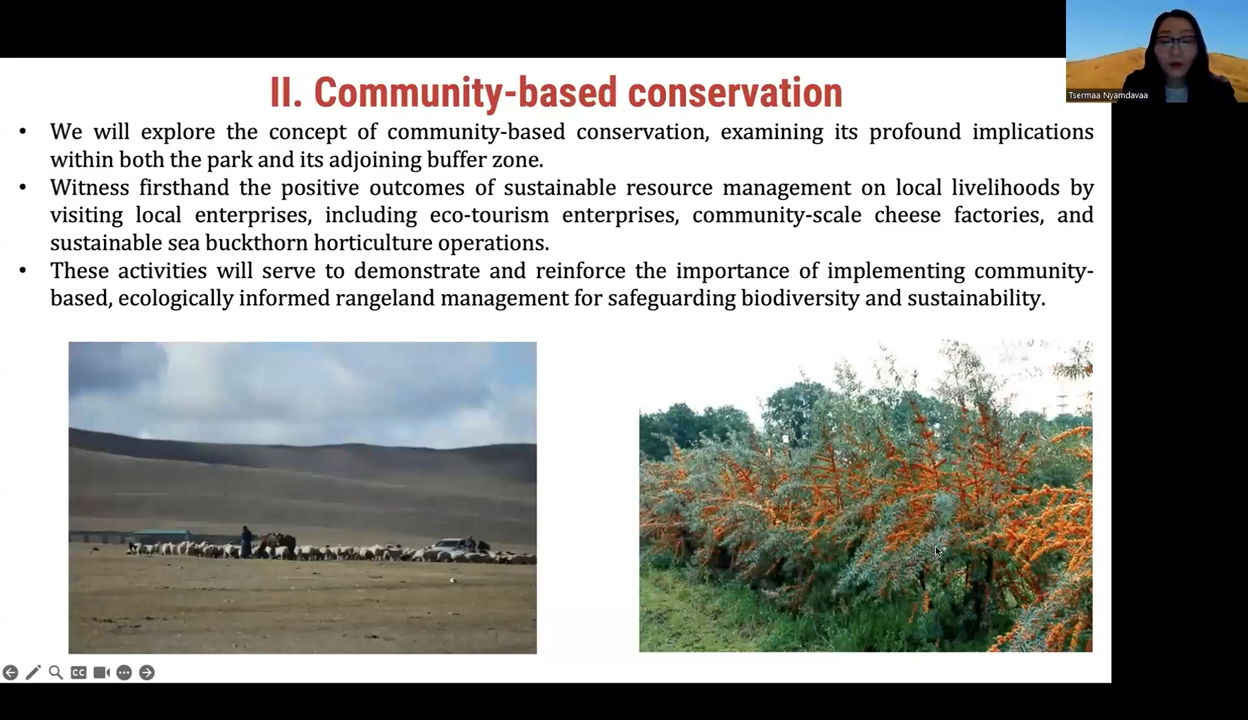 II. Community-based conservation
Tsermaa Nyamdavaa
• We will explore the concept of community-based conservation, examining its profound implications
within both the park and its adjoining buffer zone.
• Witness firsthand the positive outcomes of sustainable resource management on local livelihoods by
visiting local enterprises, including eco-tourism enterprises, community-scale cheese factories, and
sustainable sea buckthorn horticulture operations.
• These activities will serve to demonstrate and reinforce the importance of implementing community-
based, ecologically informed rangeland management for safeguarding biodiversity and sustainability.
CC